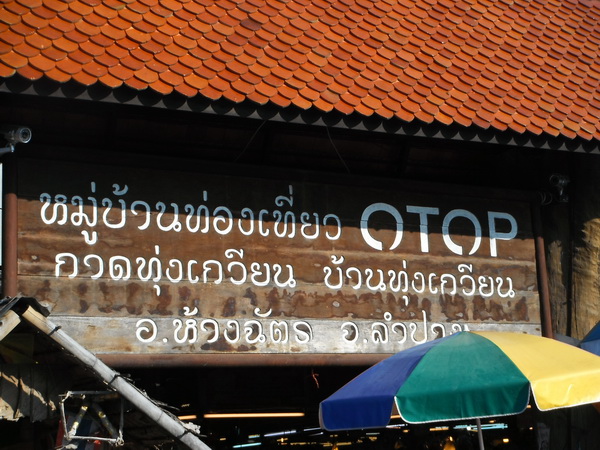 หมู่บ้านท่องเที่ยว OTOP
กาดทุ่งเกวียน บ้านทุ่งเกวียน
อ.ห้างฉัตร จ.ลำปาง